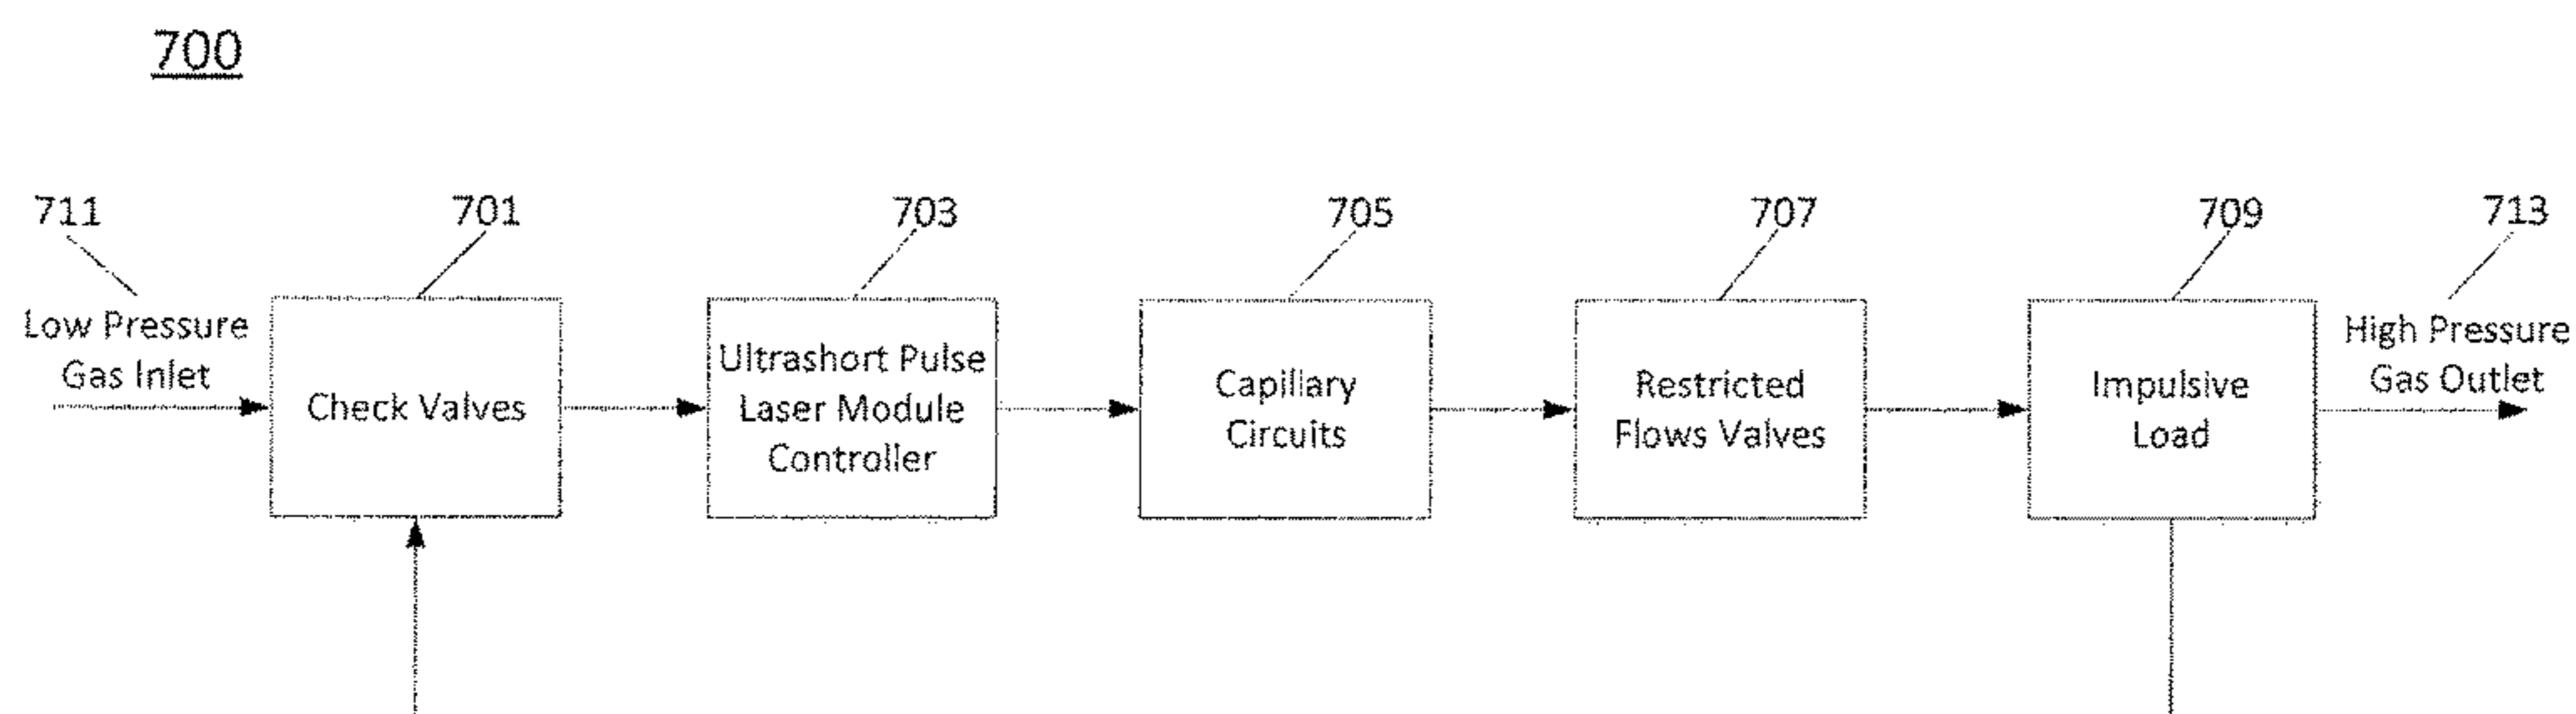 700
711
701
703
705
707
709
713
Low Pressure
Gas Inlet
Check Valves
Ultrashort Pulse
Laser Module
Controller
Capillary
Circuits
Restricted
Flows Valves
Impulsive
Load
High Pressure
Gas Outlet